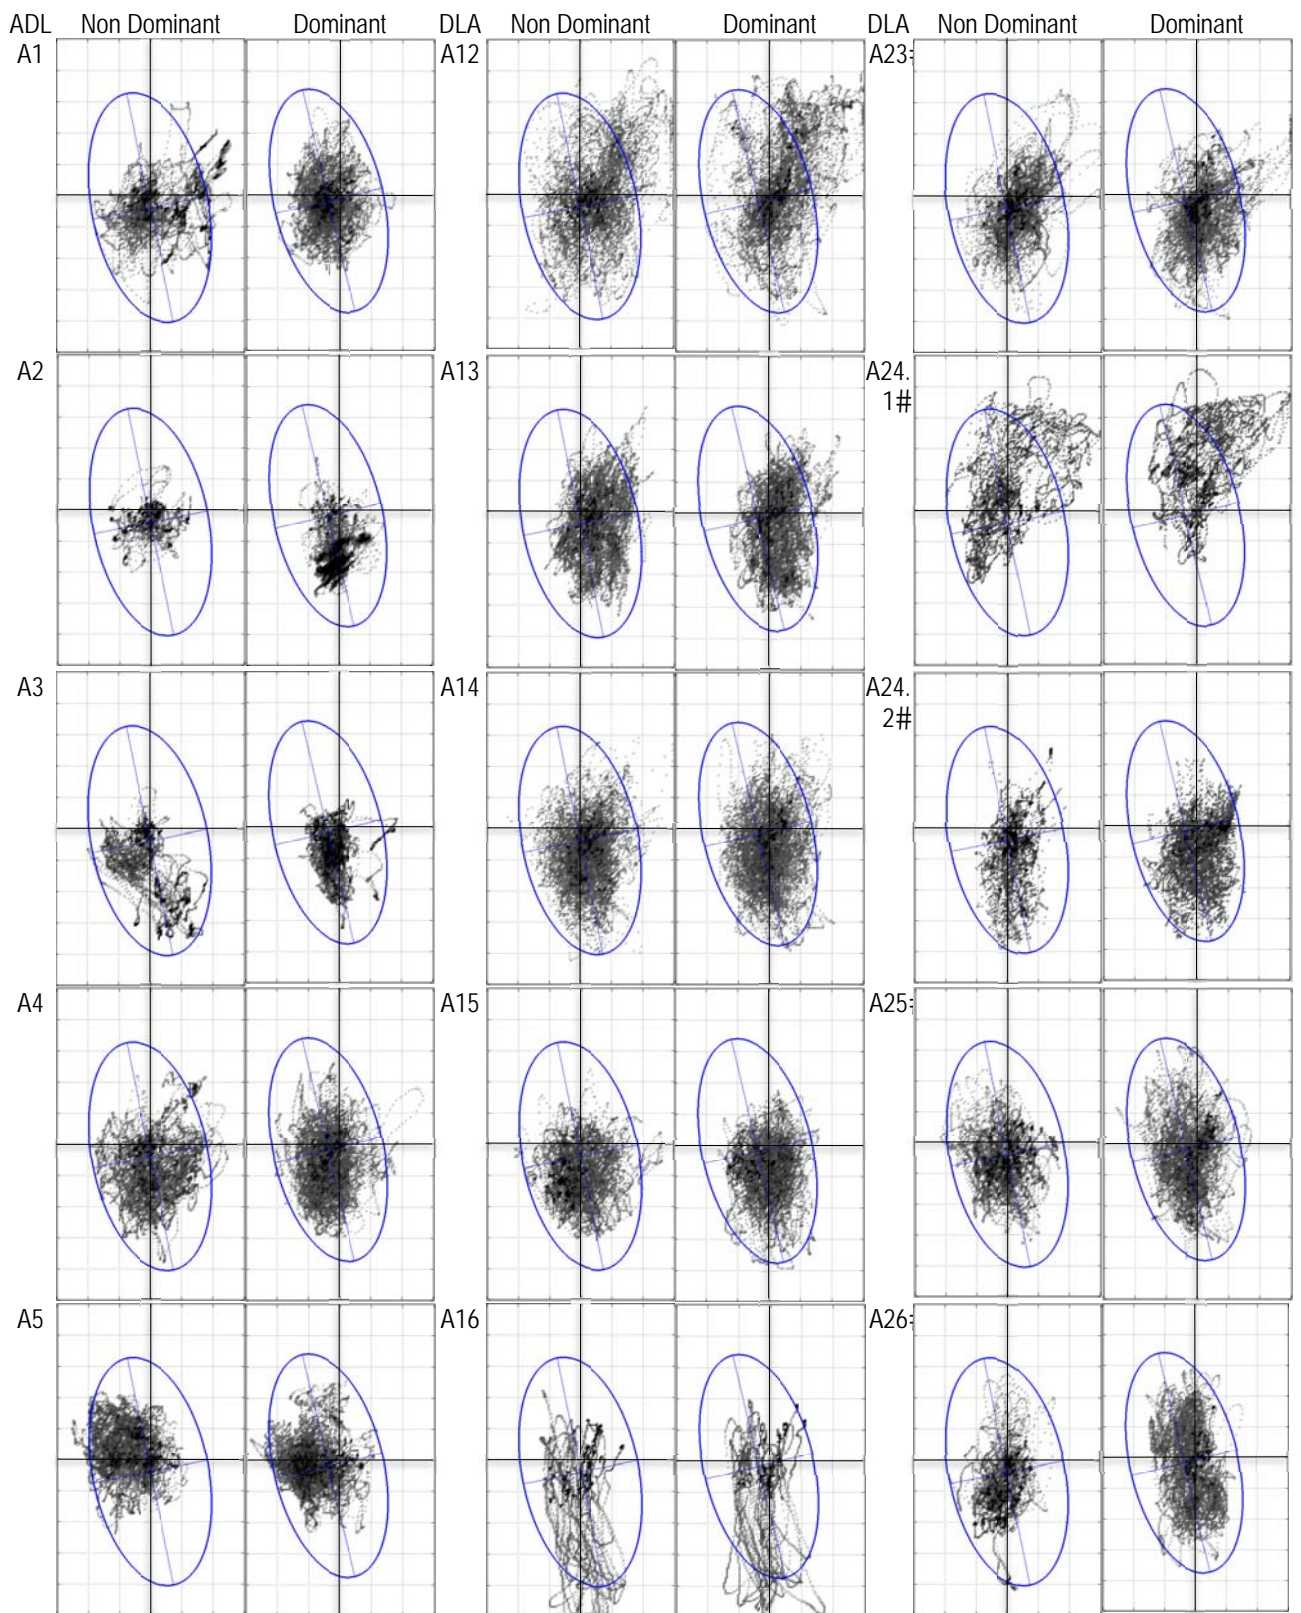 ADL Non Dominant Dominant DLA Non Dominant Dominant DLA Non Dominant Dominant
A1 A12 A23#
A2 A13 A24.
1#
A3 A14 A24.
2#
A4 A15 A25#
A5 A16 A26#